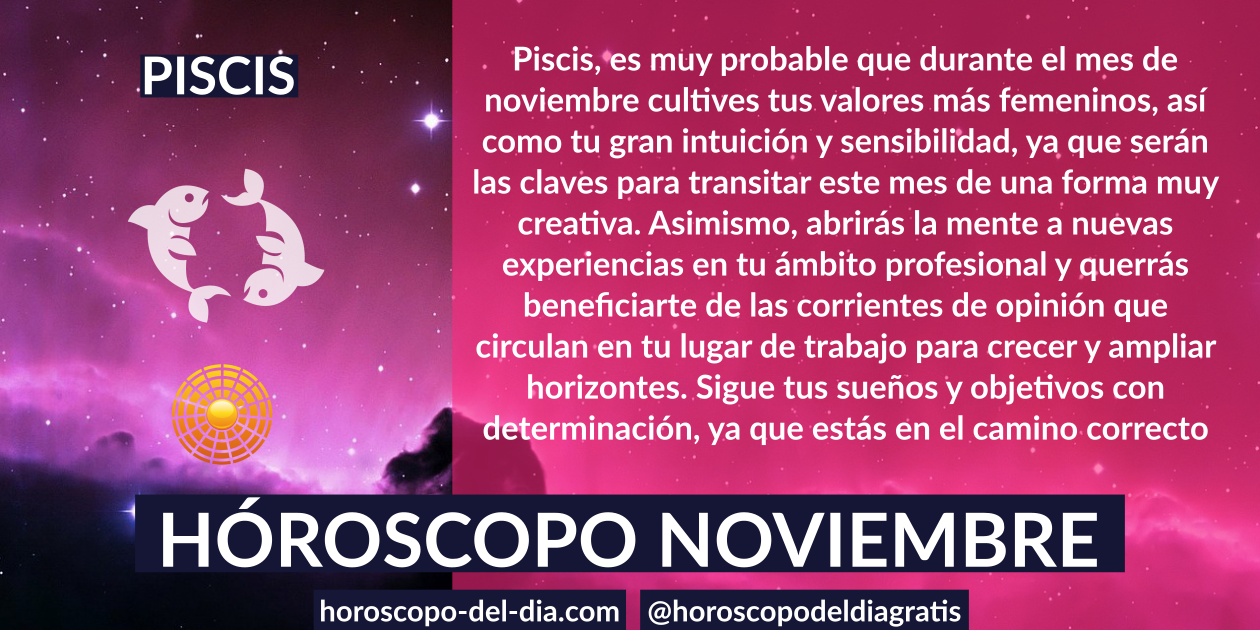 PISCIS
Piscis, es muy probable que durante el mes de
noviembre cultives tus valores más femeninos, así
como tu gran intuición y sensibilidad, ya que serán
las claves para transitar este mes de una forma muy
creativa. Asimismo, abrirás la mente a nuevas
experiencias en tu ámbito profesional y querrás
beneficiarte de las corrientes de opinión que
circulan en tu lugar de trabajo para crecer y ampliar
horizontes. Sigue tus sueños y objetivos con
determinación, ya que estás en el camino correcto
HÓROSCOPO NOVIEMBRE
horoscopo-del-dia.com
@horoscopodeldiagratis